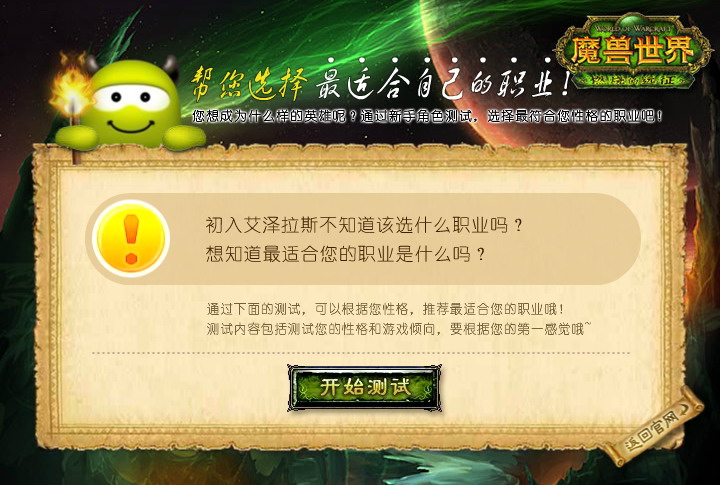 WORLD OF WARCRAFT
魔兽世界
帮您选择 最适合自己的职业！
您想成为什么样的英雄呢？通过新手角色测试，选择最符合您性格的职业吧！
初入艾泽拉斯不知道该选什么职业吗？
想知道最适合您的职业是什么吗？
通过下面的测试，可以根据您性格，推荐最适合您的职业哦！
测试内容包括测试您的性格和游戏倾向，要根据您的第一感觉哦~
开始测试
返回官网